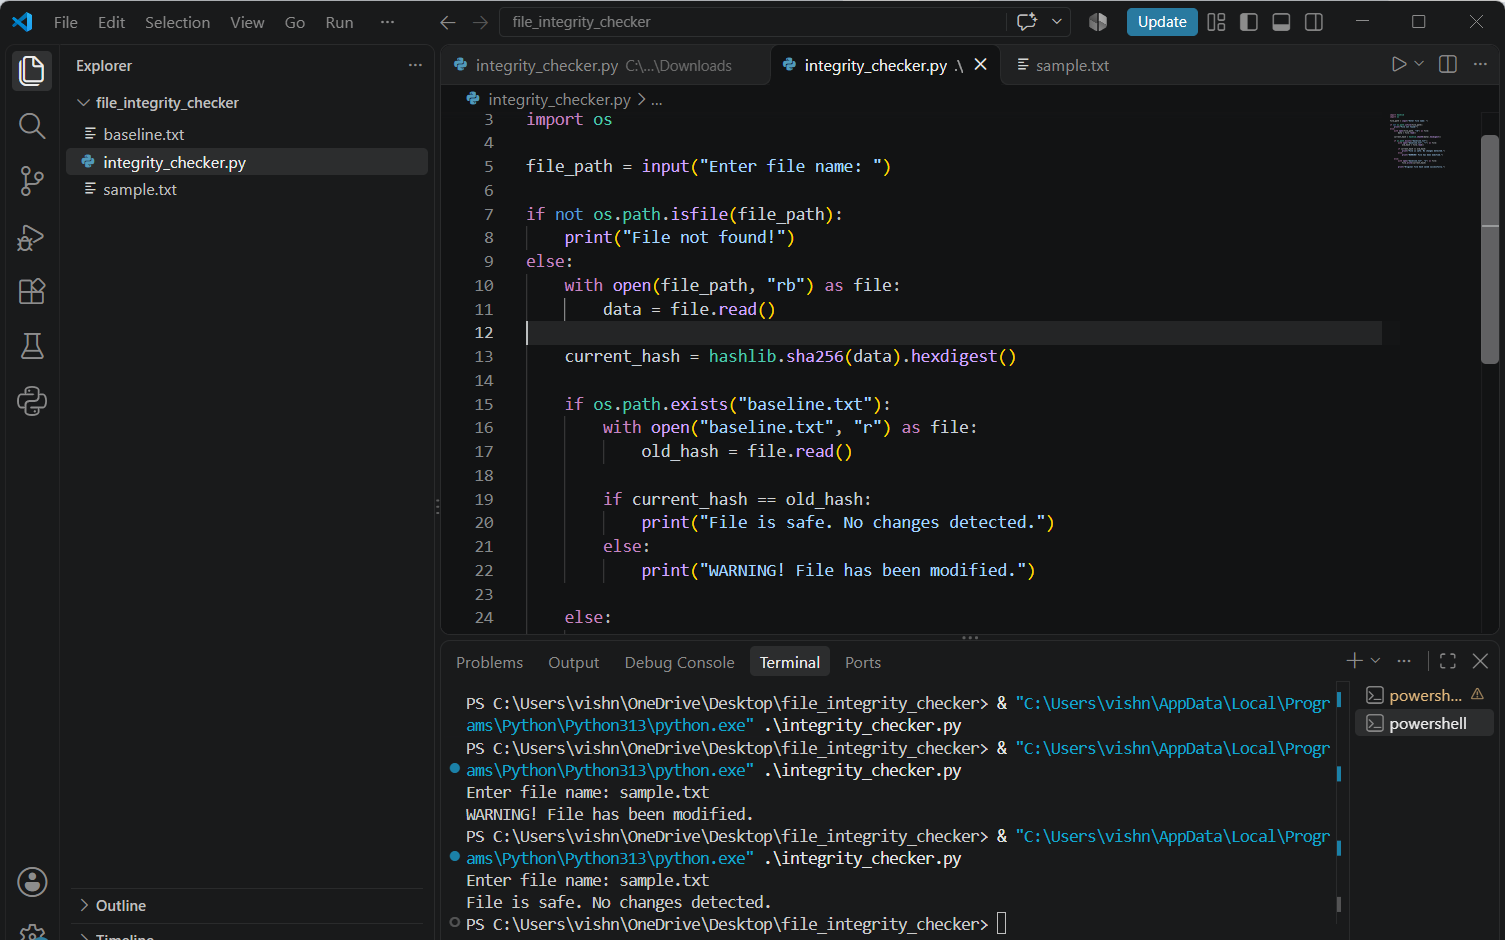 File Edit Selection View Go Run ··· file_integrity_checker Update
Explorer ···
file_integrity_checker
baseline.txt
integrity_checker.py
sample.txt
Outline
Timeline
integrity_checker.py C:\...\Downloads integrity_checker.py .\ sample.txt
integrity_checker.py > ...
3 import os
4
5 file_path = input("Enter file name: ")
6
7 if not os.path.isfile(file_path):
8     print("File not found!")
9 else:
10     with open(file_path, "rb") as file:
11         data = file.read()
12
13     current_hash = hashlib.sha256(data).hexdigest()
14
15     if os.path.exists("baseline.txt"):
16         with open("baseline.txt", "r") as file:
17             old_hash = file.read()
18
19         if current_hash == old_hash:
20             print("File is safe. No changes detected.")
21         else:
22             print("WARNING! File has been modified.")
23
24     else:
Problems Output Debug Console Terminal Ports
PS C:\Users\vishn\OneDrive\Desktop\file_integrity_checker> & "C:\Users\vishn\AppData\Local\Progr
ams\Python\Python313\python.exe" .\integrity_checker.py
PS C:\Users\vishn\OneDrive\Desktop\file_integrity_checker> & "C:\Users\vishn\AppData\Local\Progr
ams\Python\Python313\python.exe" .\integrity_checker.py
Enter file name: sample.txt
WARNING! File has been modified.
PS C:\Users\vishn\OneDrive\Desktop\file_integrity_checker> & "C:\Users\vishn\AppData\Local\Progr
ams\Python\Python313\python.exe" .\integrity_checker.py
Enter file name: sample.txt
File is safe. No changes detected.
PS C:\Users\vishn\OneDrive\Desktop\file_integrity_checker>
powersh...
powershell